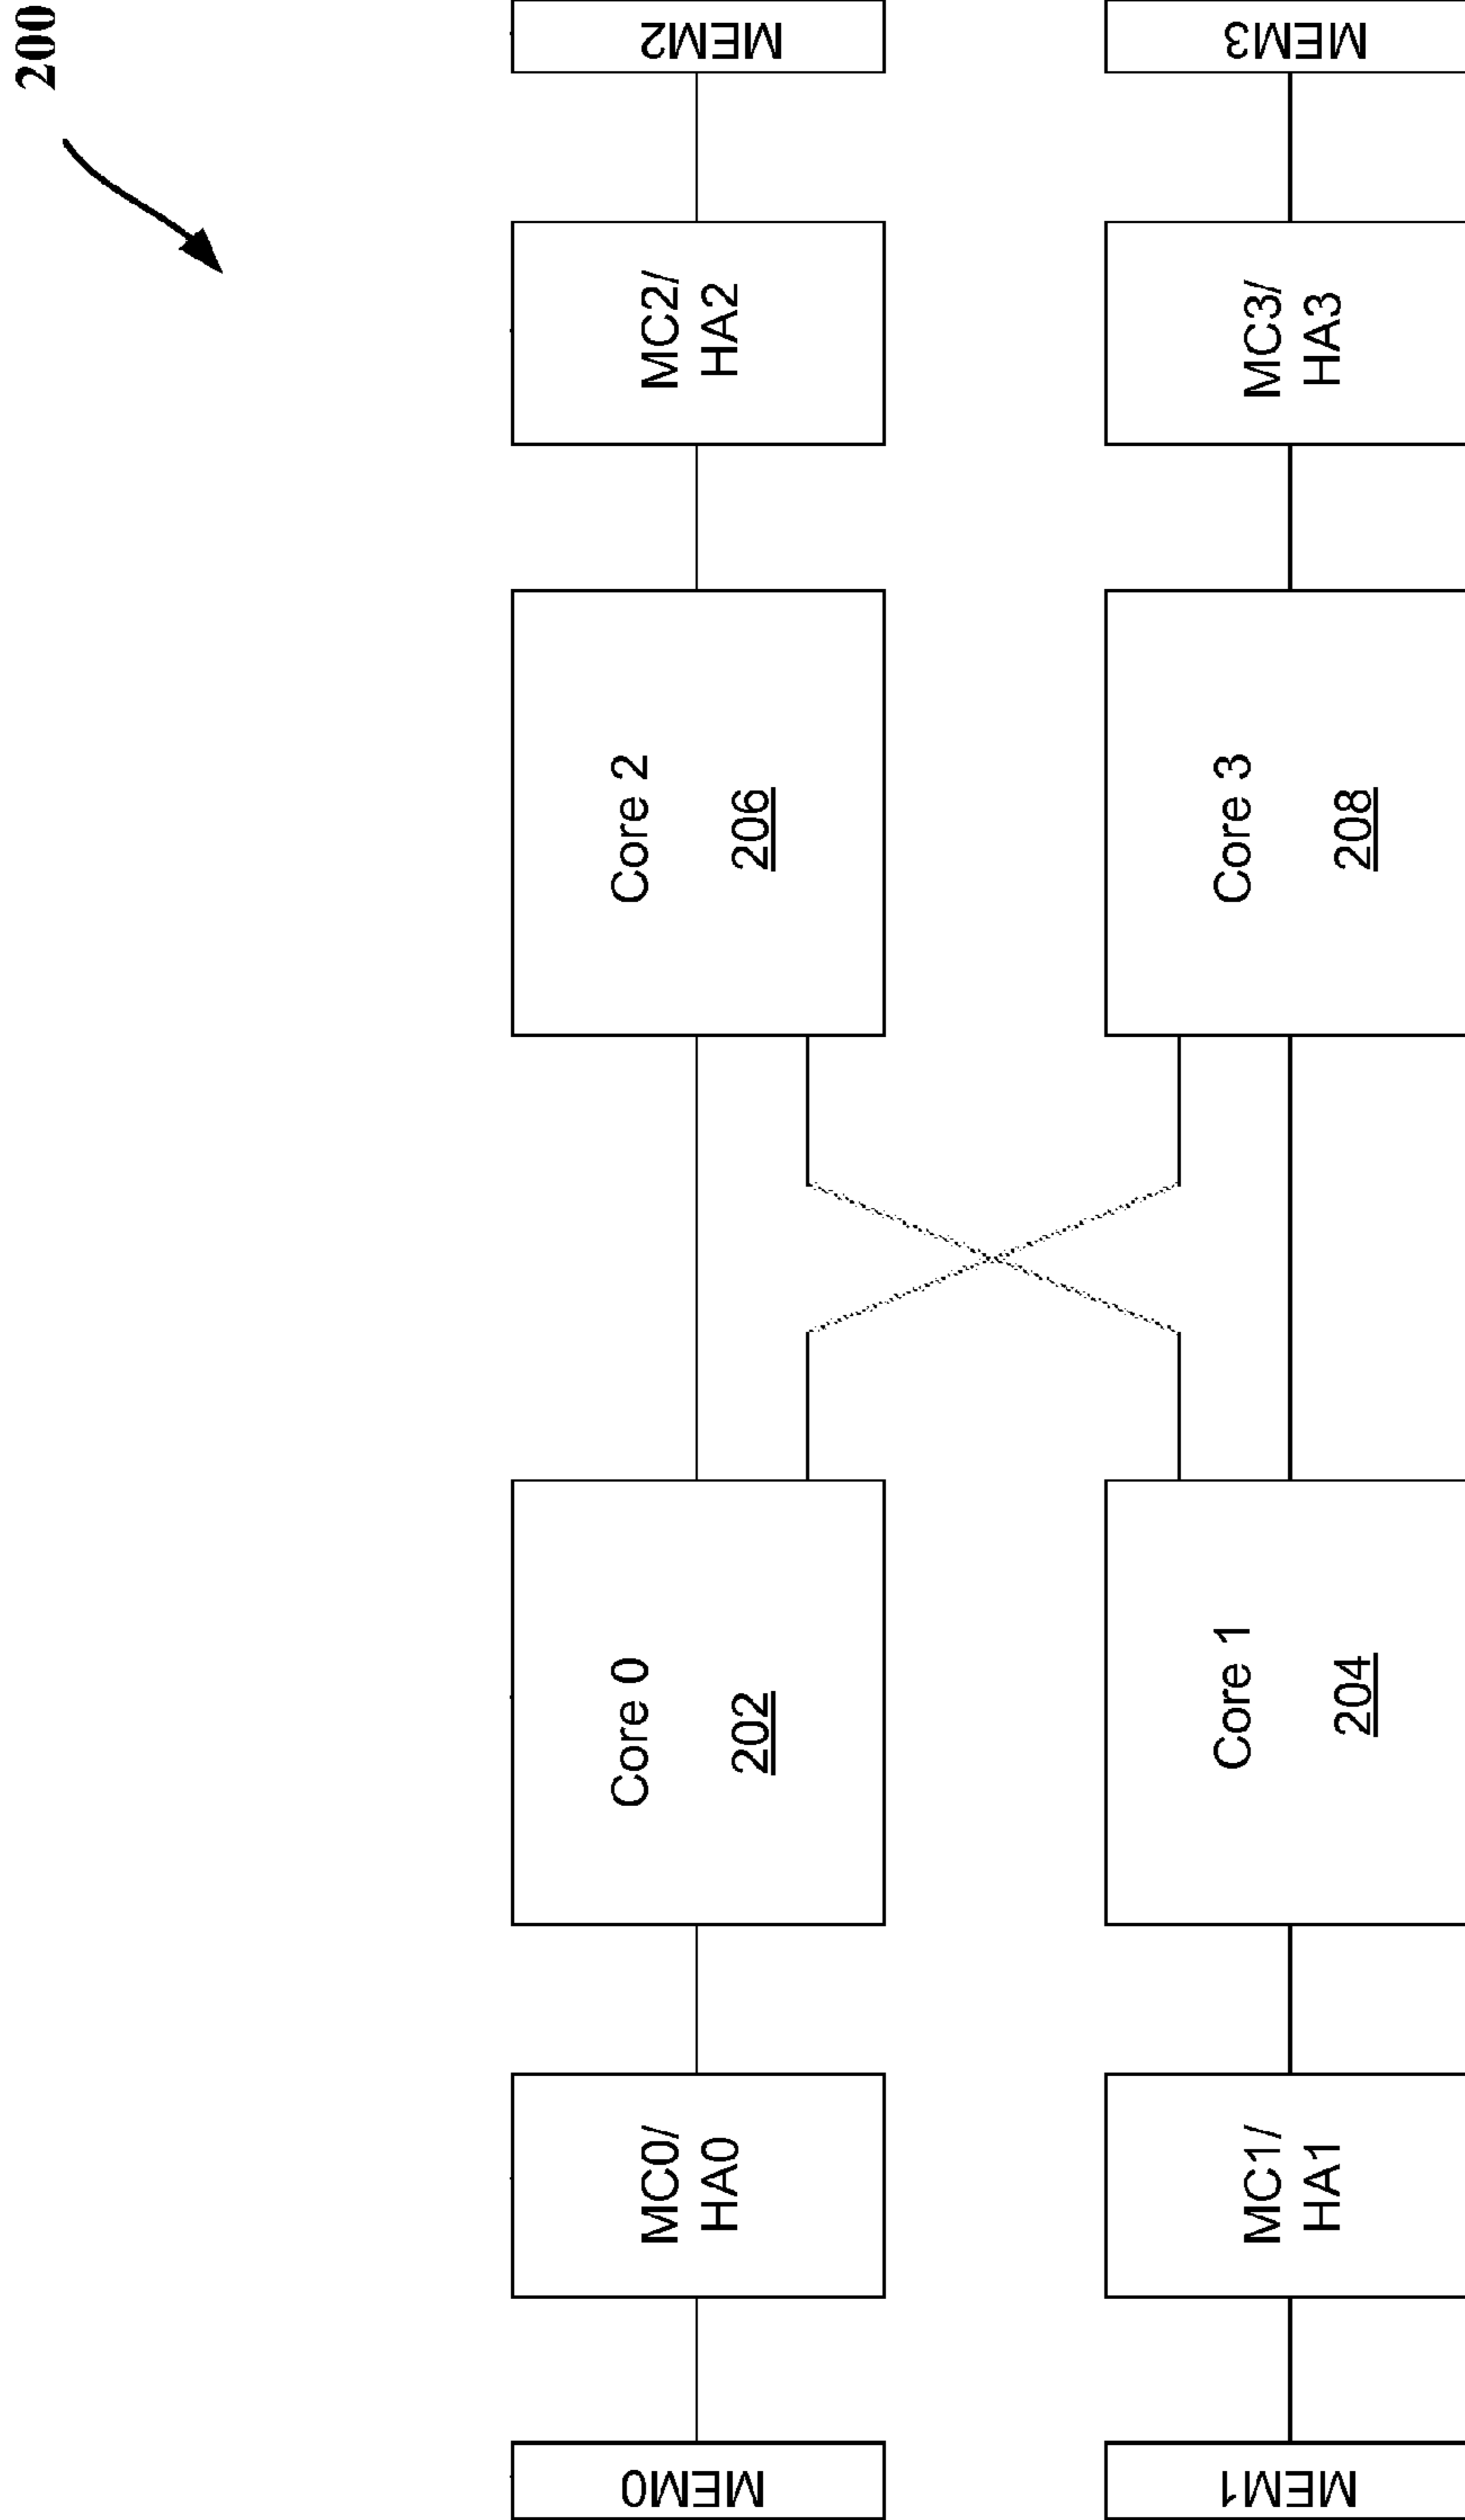 200
MEM0
MC0/
HA0
Core 0
202
Core 2
206
MC2/
HA2
MEM2
MEM1
MC1/
HA1
Core 1
204
Core 3
208
MC3/
HA3
MEM3